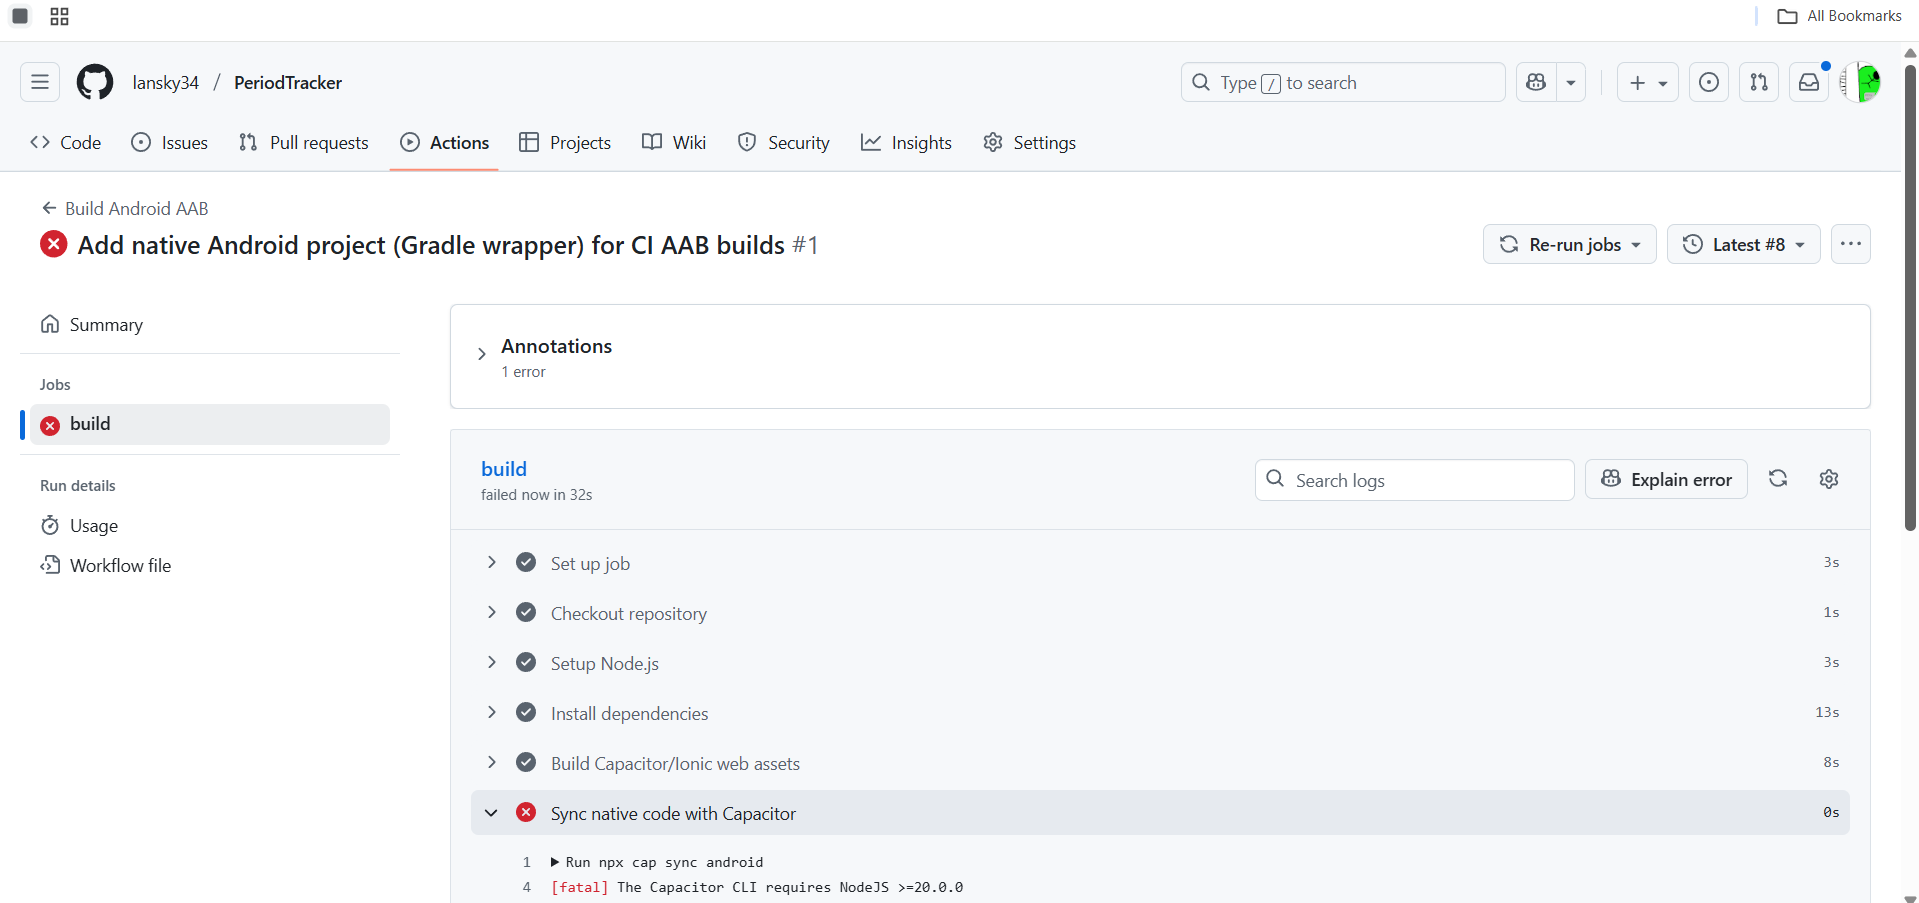 All Bookmarks
lansky34 / PeriodTracker
Type / to search
Code
Issues
Pull requests
Actions
Projects
Wiki
Security
Insights
Settings
Build Android AAB
Add native Android project (Gradle wrapper) for CI AAB builds #1
Re-run jobs
Latest #8
Summary
Annotations
1 error
Jobs
build
Run details
Usage
Workflow file
build
failed now in 32s
Search logs
Explain error
Set up job 3s
Checkout repository 1s
Setup Node.js 3s
Install dependencies 13s
Build Capacitor/Ionic web assets 8s
Sync native code with Capacitor 0s
1 Run npx cap sync android
4 [fatal] The Capacitor CLI requires NodeJS >=20.0.0